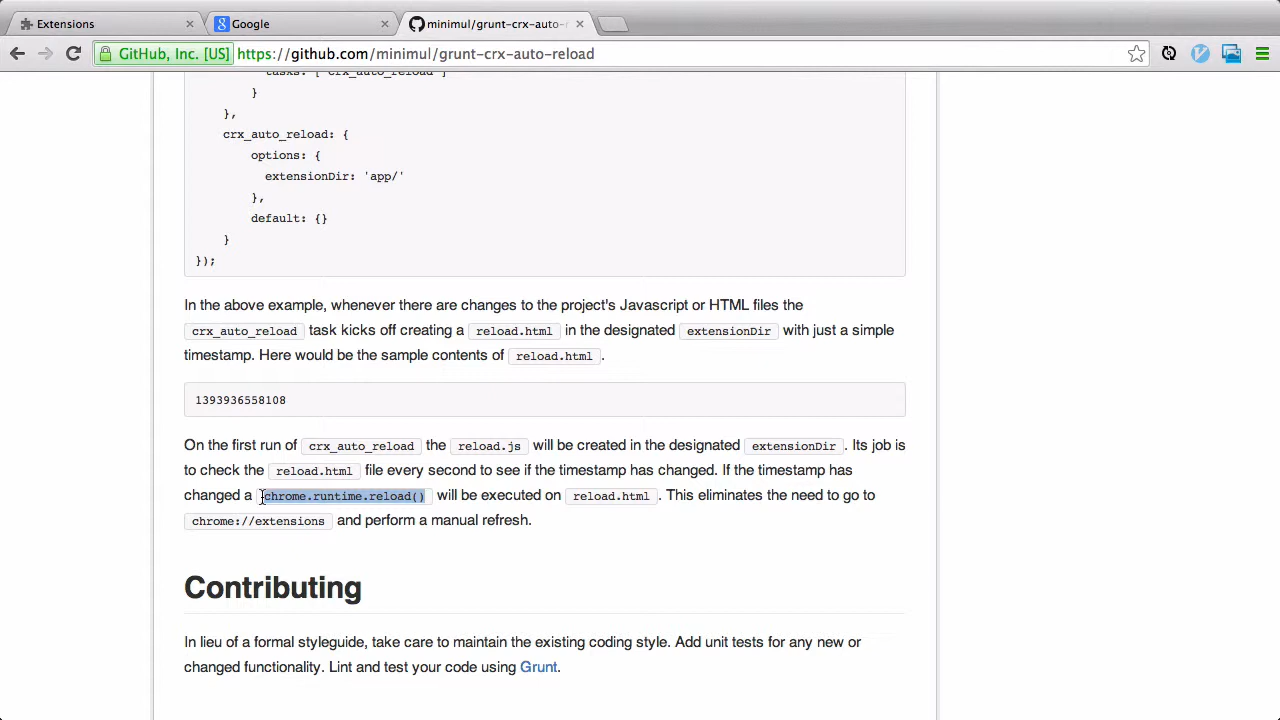 Extensions
Google
minimul/grunt-crx-auto-
GitHub, Inc. [US] https://github.com/minimul/grunt-crx-auto-reload
tasks: ['crx_auto_reload']
}
},
crx_auto_reload: {
options: {
extensionDir: 'app/'
},
default: {}
}
});
In the above example, whenever there are changes to the project's Javascript or HTML files the
crx_auto_reload task kicks off creating a reload.html in the designated extensionDir with just a simple
timestamp. Here would be the sample contents of reload.html.
1393936558108
On the first run of crx_auto_reload the reload.js will be created in the designated extensionDir. Its job is
to check the reload.html file every second to see if the timestamp has changed. If the timestamp has
changed a chrome.runtime.reload() will be executed on reload.html. This eliminates the need to go to
chrome://extensions and perform a manual refresh.
Contributing
In lieu of a formal styleguide, take care to maintain the existing coding style. Add unit tests for any new or
changed functionality. Lint and test your code using Grunt.